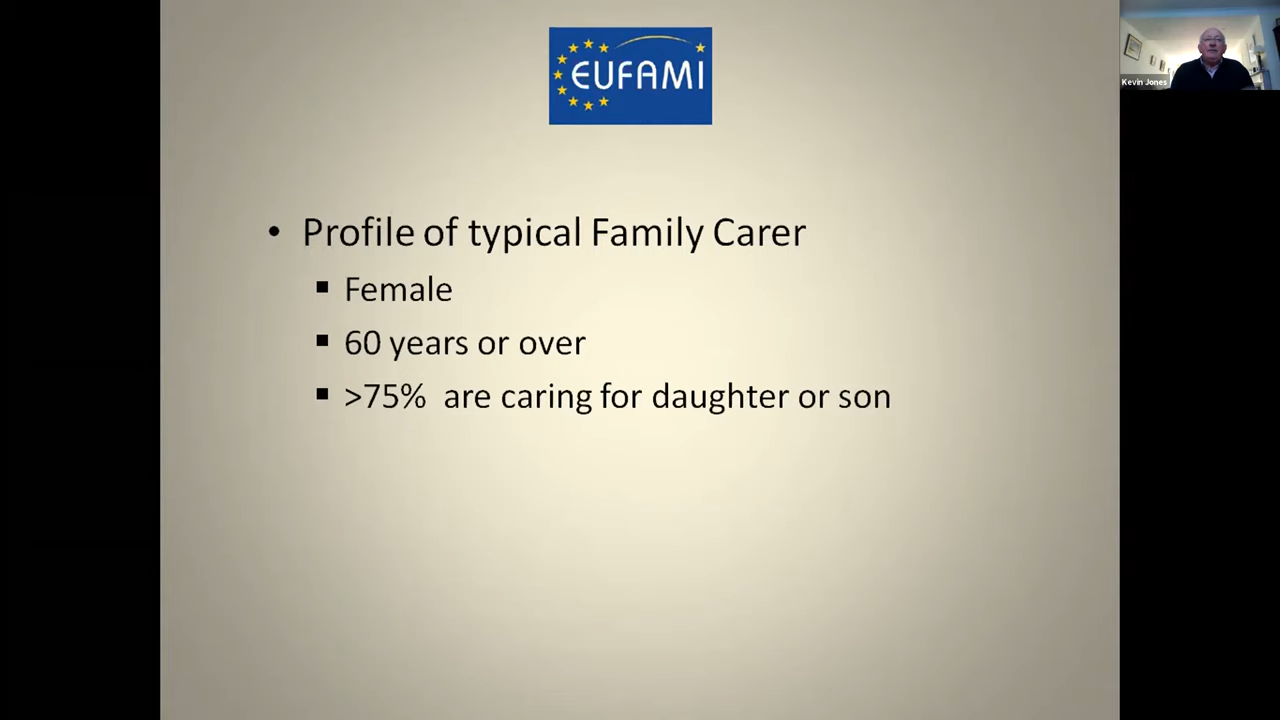 EUFAMI
Kevin Jones
• Profile of typical Family Carer
▪ Female
▪ 60 years or over
▪ >75% are caring for daughter or son